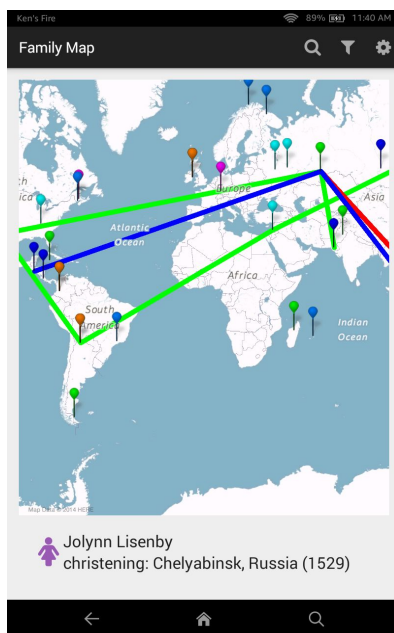 Ken's Fire
89%
11:40 AM
Family Map
Europe
Asia
Atlantic
Ocean
Africa
South
America
Indian
Ocean
Map Data © 2014 HERE
Jolynn Lisenby
christening: Chelyabinsk, Russia (1529)